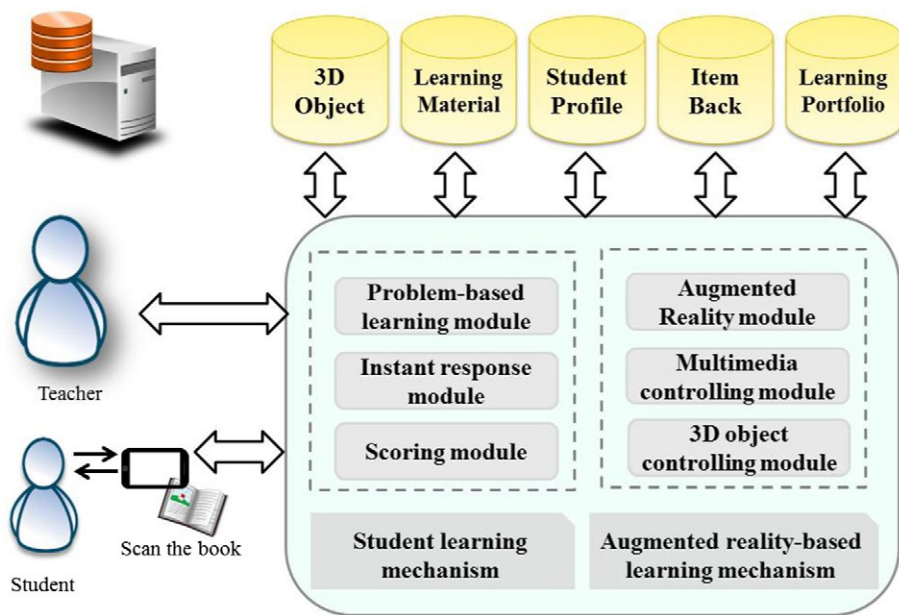 3D
Object
Learning
Material
Student
Profile
Item
Back
Learning
Portfolio
Teacher
Student
Scan the book
Problem-based
learning module
Instant response
module
Scoring module
Augmented
Reality module
Multimedia
controlling module
3D object
controlling module
Student learning
mechanism
Augmented reality-based
learning mechanism